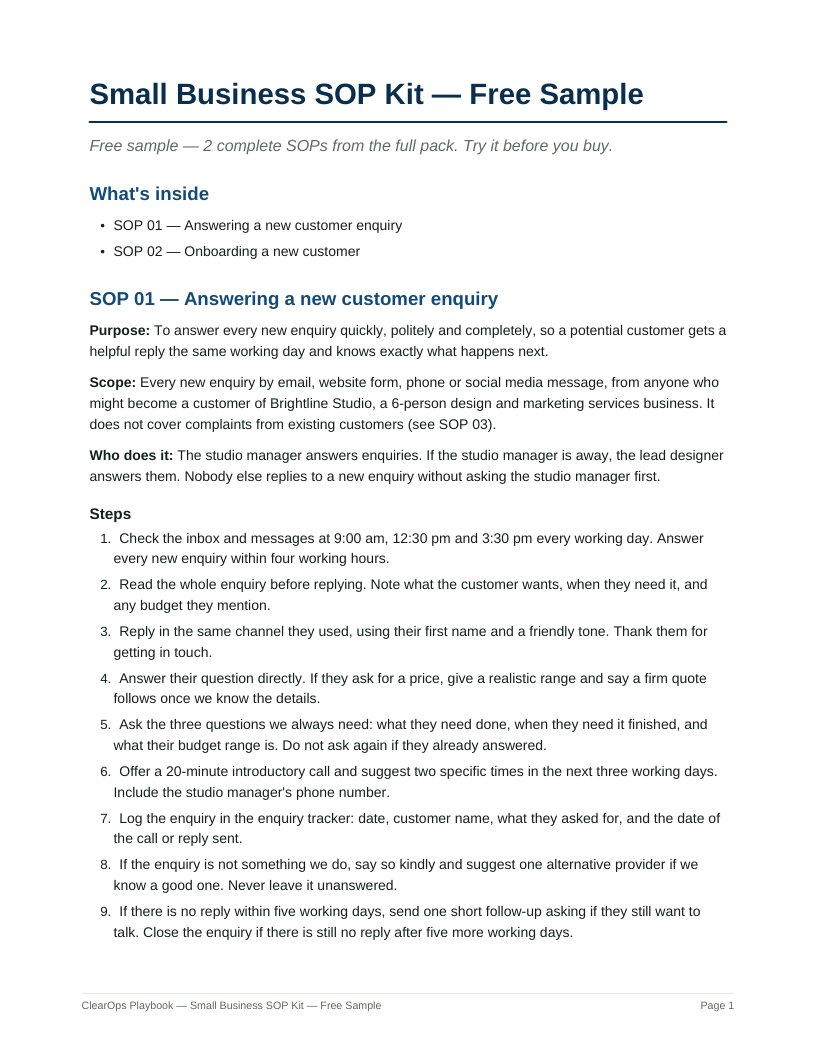 Small Business SOP Kit — Free Sample
Free sample — 2 complete SOPs from the full pack. Try it before you buy.
What's inside
• SOP 01 — Answering a new customer enquiry
• SOP 02 — Onboarding a new customer
SOP 01 — Answering a new customer enquiry
Purpose: To answer every new enquiry quickly, politely and completely, so a potential customer gets a
helpful reply the same working day and knows exactly what happens next.
Scope: Every new enquiry by email, website form, phone or social media message, from anyone who
might become a customer of Brightline Studio, a 6-person design and marketing services business. It
does not cover complaints from existing customers (see SOP 03).
Who does it: The studio manager answers enquiries. If the studio manager is away, the lead designer
answers them. Nobody else replies to a new enquiry without asking the studio manager first.
Steps
1. Check the inbox and messages at 9:00 am, 12:30 pm and 3:30 pm every working day. Answer
every new enquiry within four working hours.
2. Read the whole enquiry before replying. Note what the customer wants, when they need it, and
any budget they mention.
3. Reply in the same channel they used, using their first name and a friendly tone. Thank them for
getting in touch.
4. Answer their question directly. If they ask for a price, give a realistic range and say a firm quote
follows once we know the details.
5. Ask the three questions we always need: what they need done, when they need it finished, and
what their budget range is. Do not ask again if they already answered.
6. Offer a 20-minute introductory call and suggest two specific times in the next three working days.
Include the studio manager's phone number.
7. Log the enquiry in the enquiry tracker: date, customer name, what they asked for, and the date of
the call or reply sent.
8. If the enquiry is not something we do, say so kindly and suggest one alternative provider if we
know a good one. Never leave it unanswered.
9. If there is no reply within five working days, send one short follow-up asking if they still want to
talk. Close the enquiry if there is still no reply after five more working days.
ClearOps Playbook — Small Business SOP Kit — Free Sample
Page 1